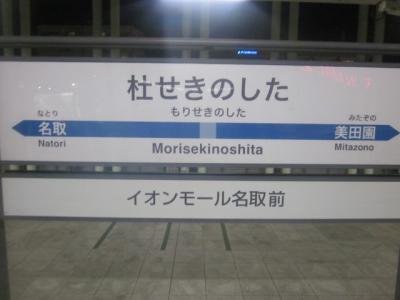 杜せきのした
もりせきのした
なとり
名取
Natori
Morisekinoshita
みたぞの
美田園
Mitazono
イオンモール名取前